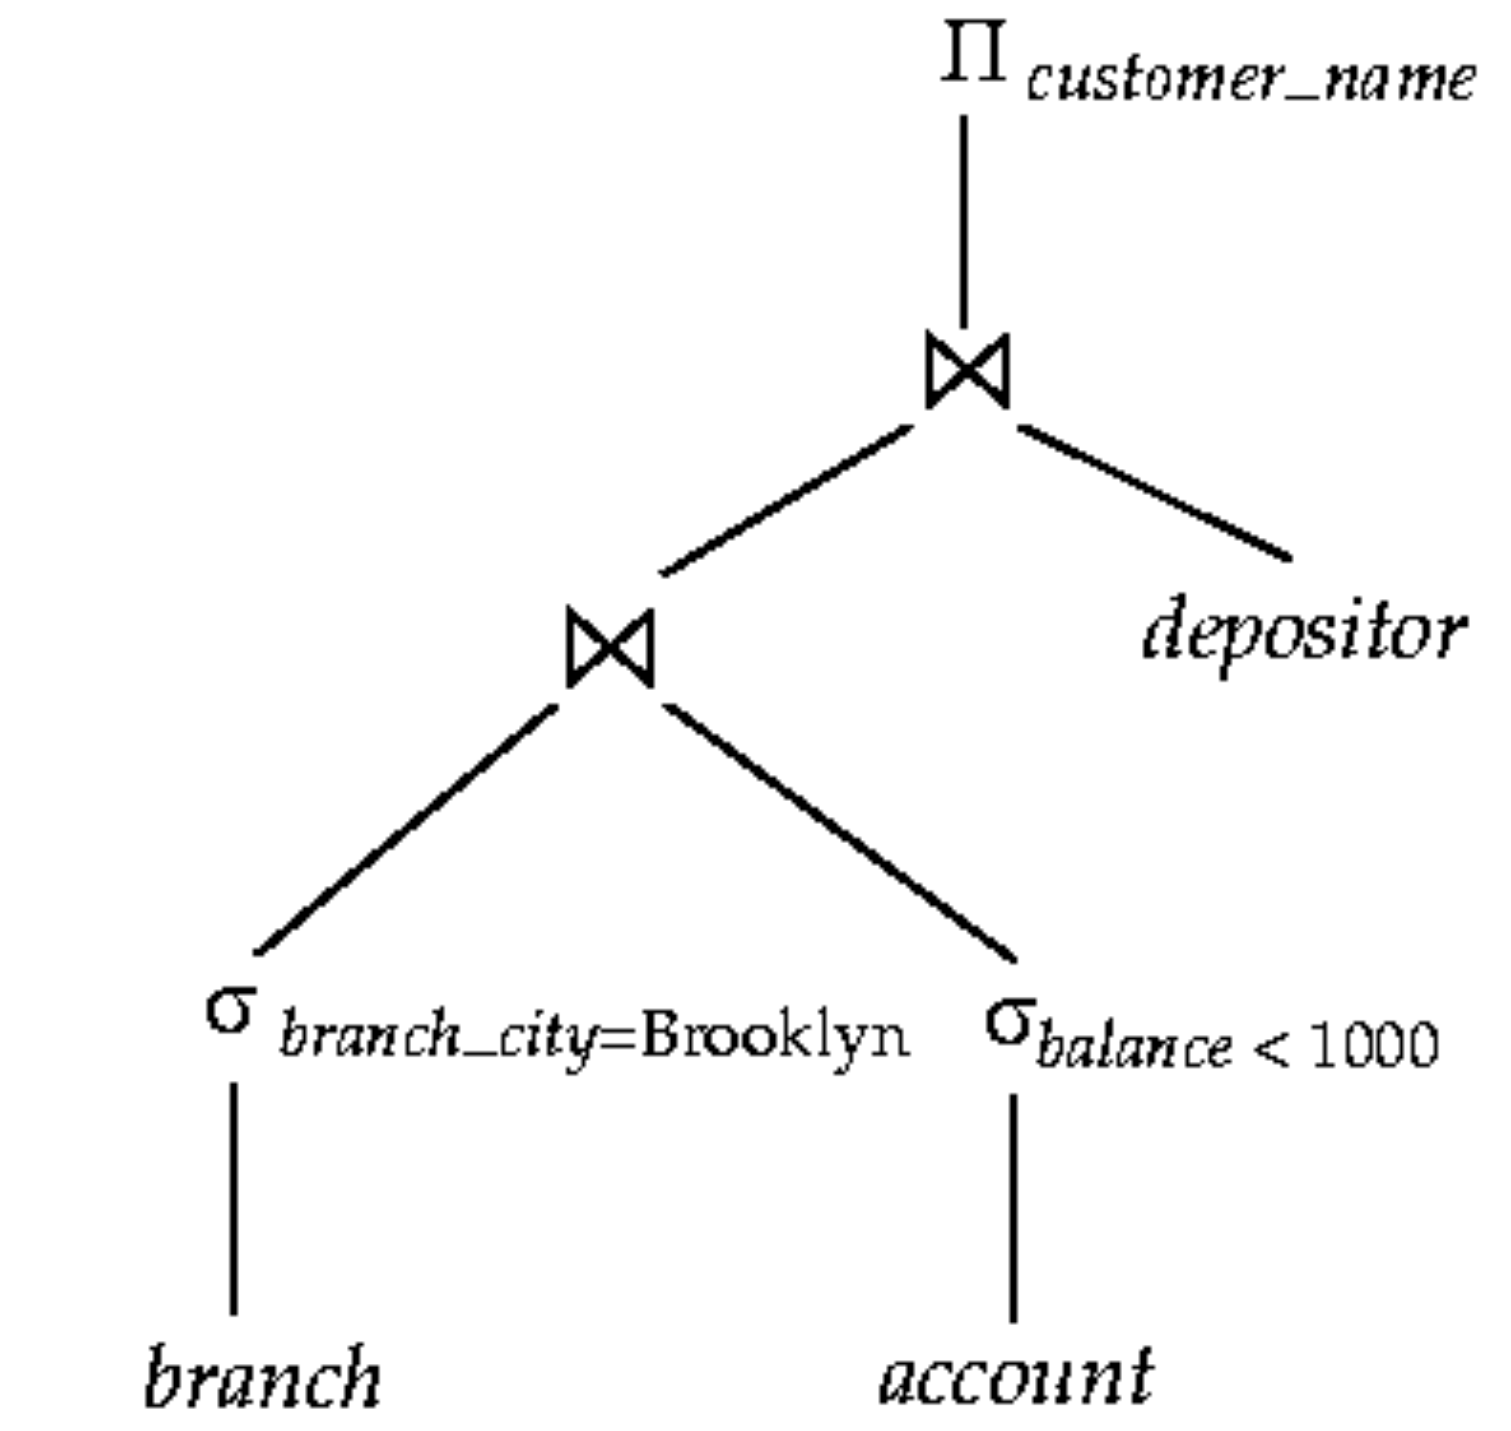 Π customer_name
⋈
depositor
⋈
σ branch_city=Brooklyn σ balance < 1000
branch account